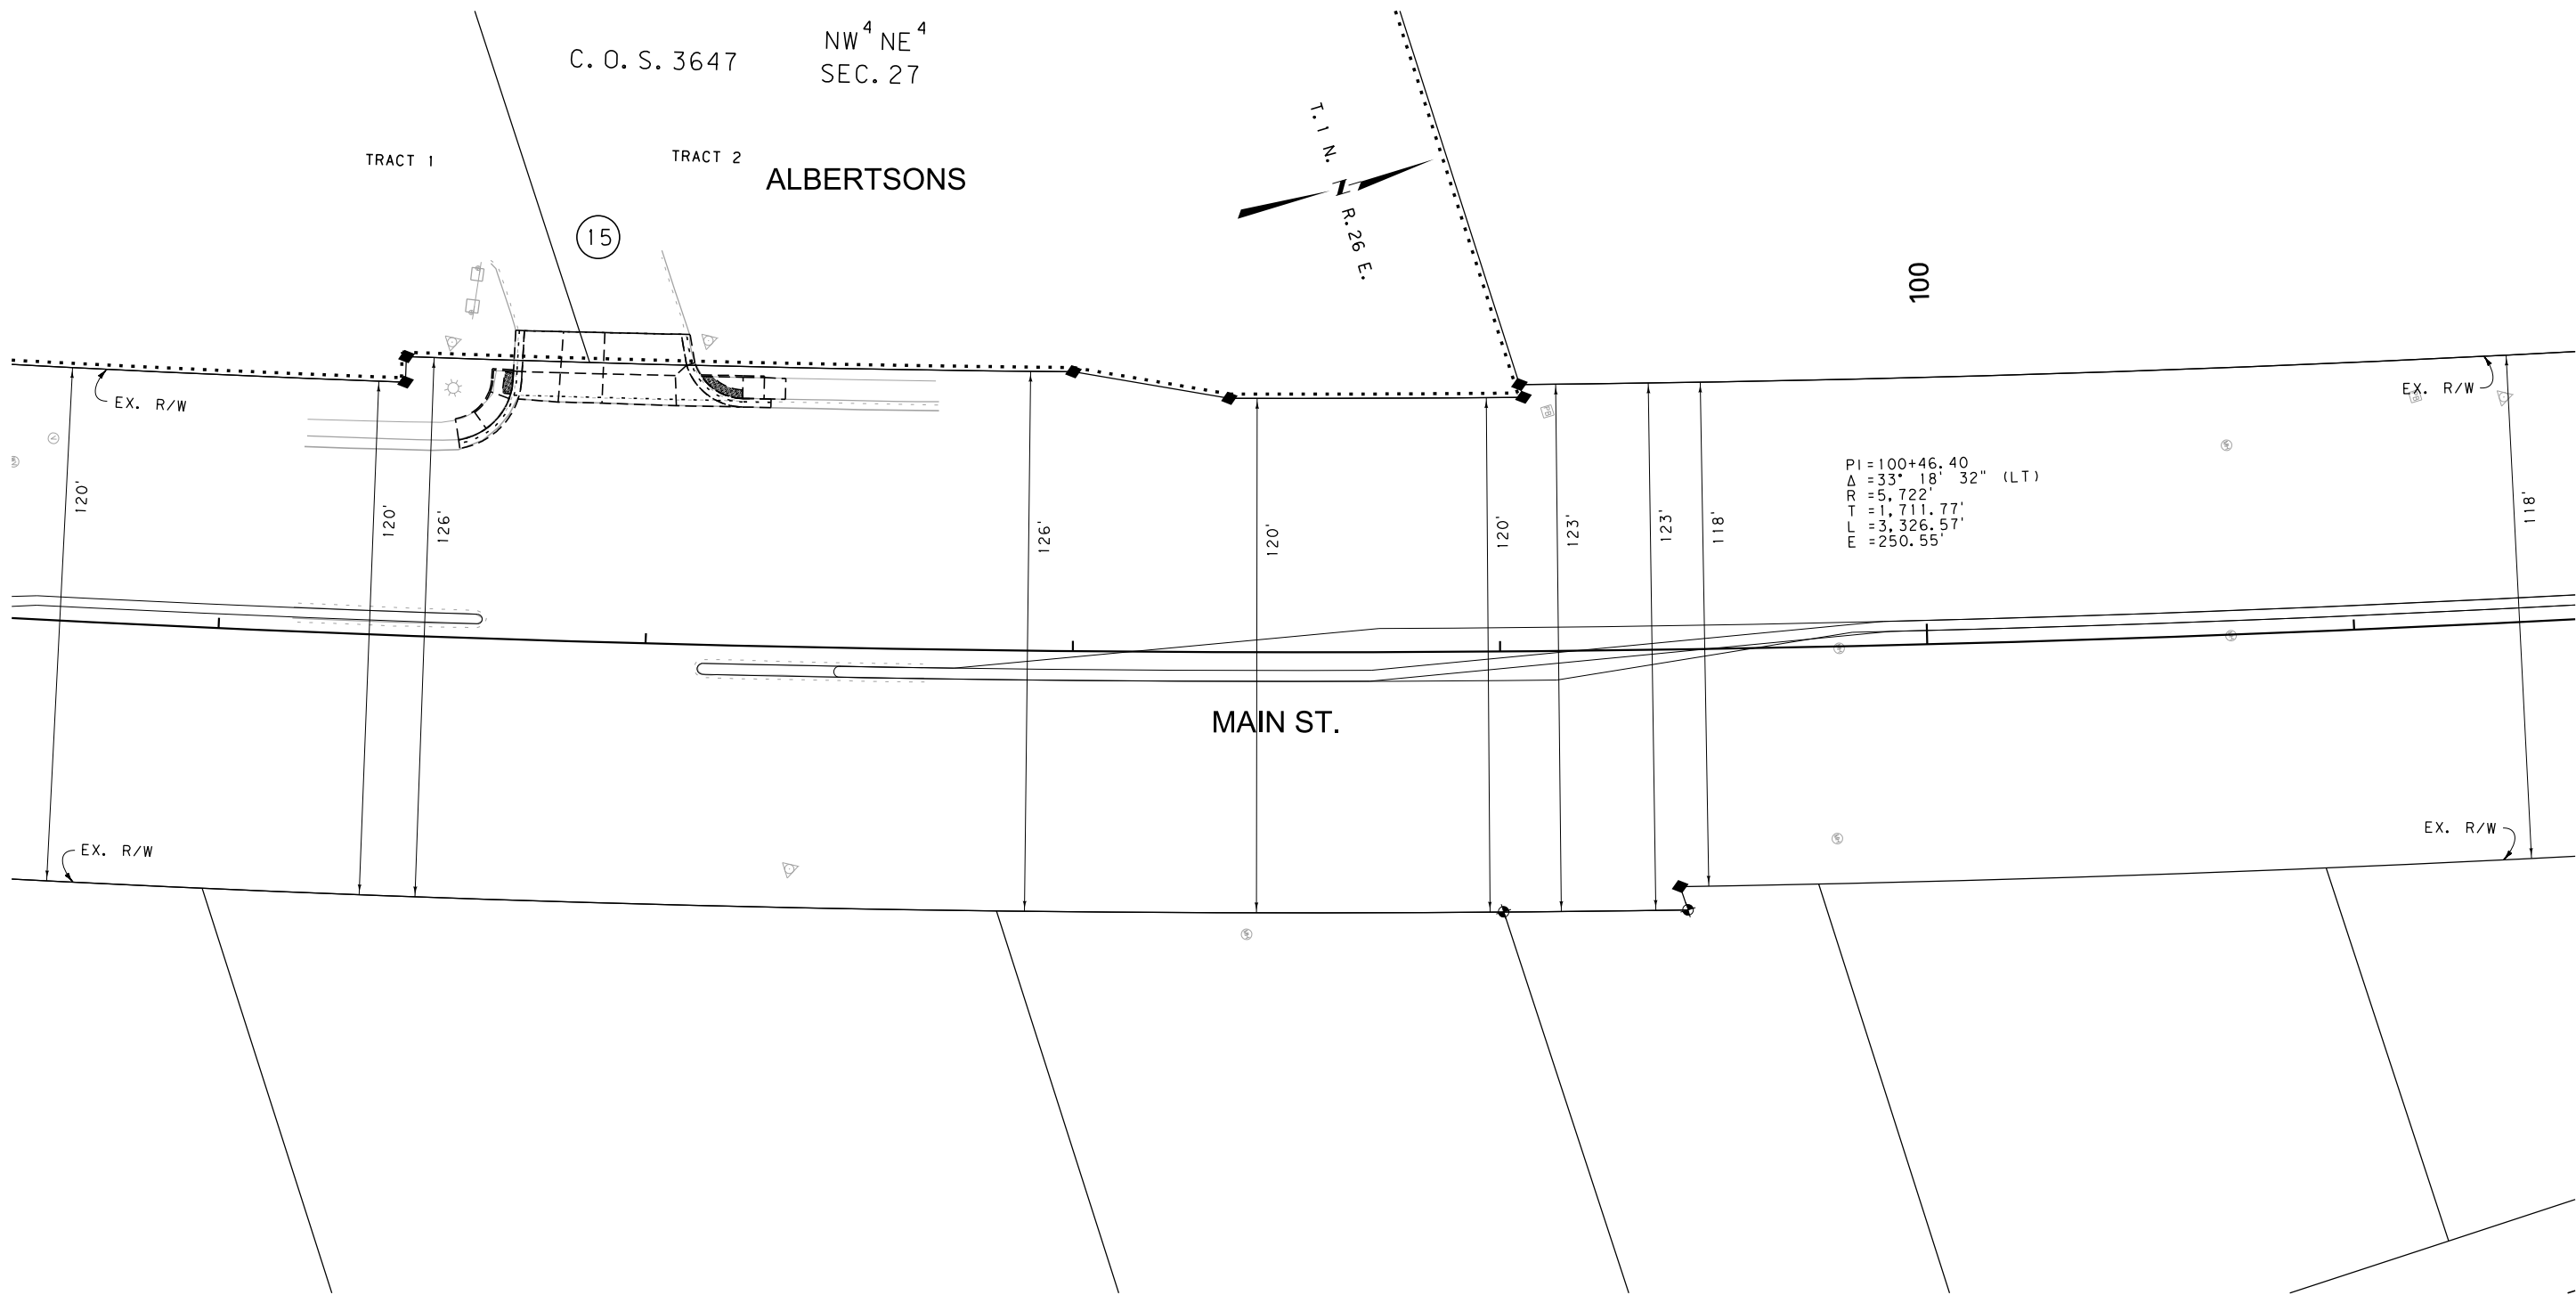 C.O.S. 3647
NW4 NE4
SEC. 27
TRACT 1
TRACT 2
ALBERTSONS
15
T. 1 N.
Z
R. 26 E.
100
EX. R/W
EX. R/W
PI=100+46.40
Δ =33° 18' 32" (LT)
R =5,722'
T =1,711.77'
L =3,326.57'
E =250.55'
120'
120'
126'
126'
120'
120'
123'
123'
118'
118'
MAIN ST.
EX. R/W
EX. R/W